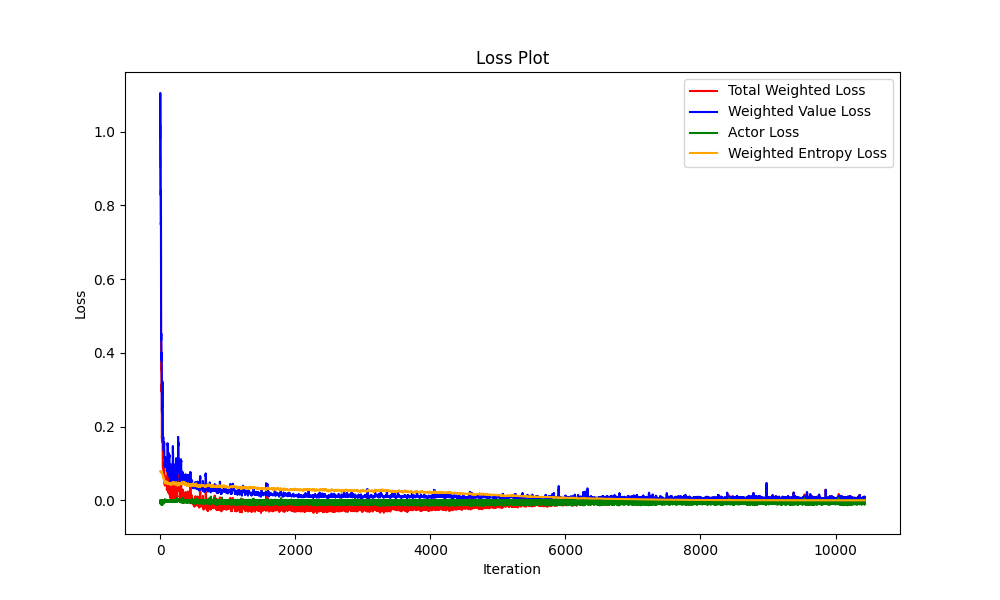 Loss Plot
Total Weighted Loss
Weighted Value Loss
Actor Loss
Weighted Entropy Loss
1.0
0.8
0.6
0.4
0.2
0.0
Loss
0 2000 4000 6000 8000 10000
Iteration